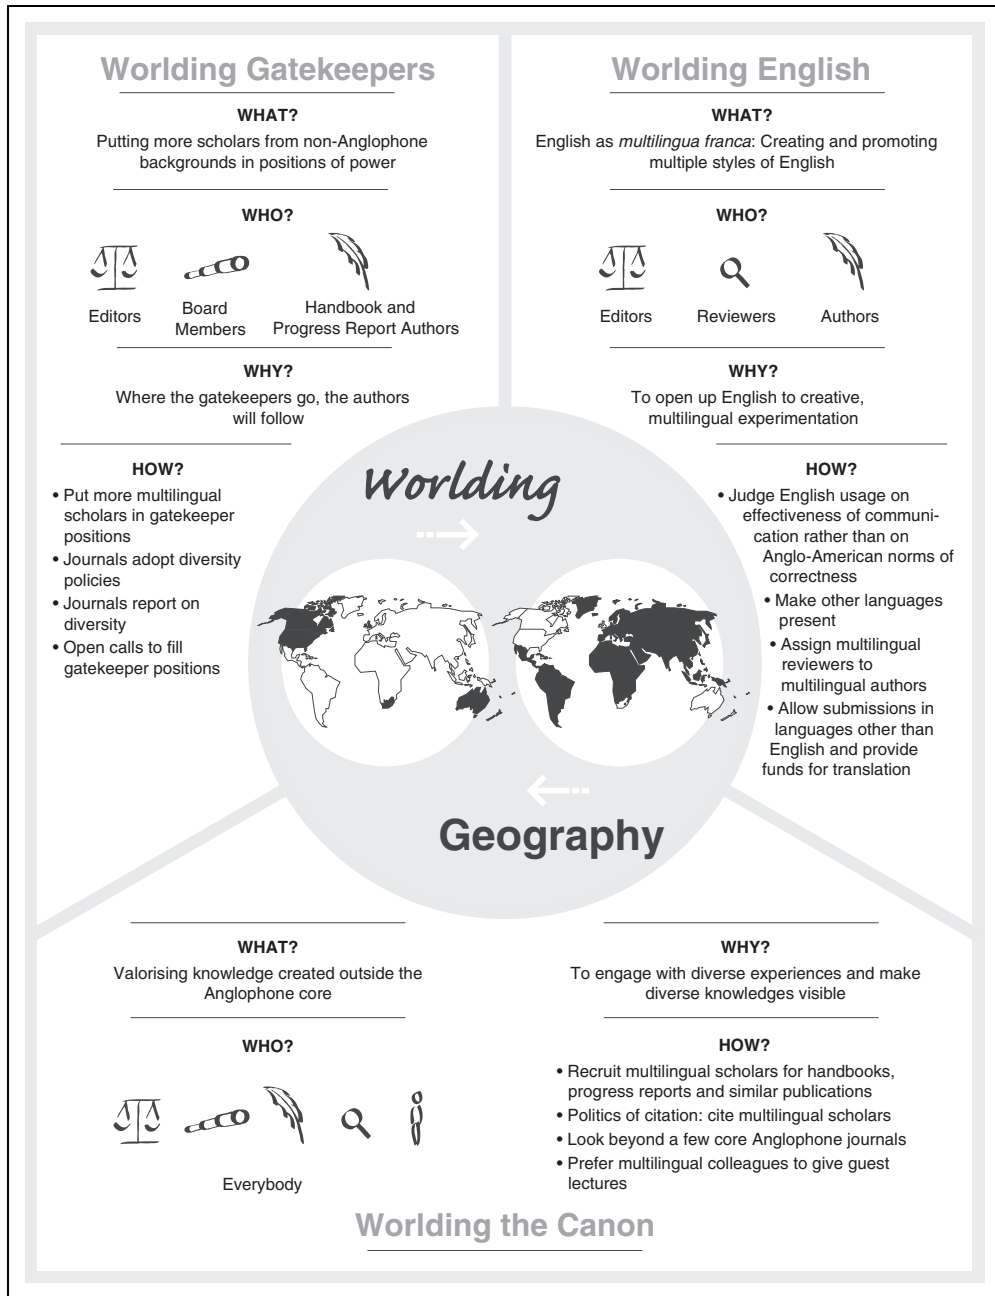 Worlding Gatekeepers
WHAT?
Putting more scholars from non-Anglophone
backgrounds in positions of power
WHO?
Editors
Board
Members
Handbook and
Progress Report Authors
WHY?
Where the gatekeepers go, the authors
will follow
HOW?
• Put more multilingual
scholars in gatekeeper
positions
• Journals adopt diversity
policies
• Journals report on
diversity
• Open calls to fill
gatekeeper positions
Worlding English
WHAT?
English as multilingua franca: Creating and promoting
multiple styles of English
WHO?
Editors
Reviewers
Authors
WHY?
To open up English to creative,
multilingual experimentation
HOW?
• Judge English usage on
effectiveness of communi-
cation rather than on
Anglo-American norms of
correctness
• Make other languages
present
• Assign multilingual
reviewers to
multilingual authors
• Allow submissions in
languages other than
English and provide
funds for translation
Worlding
Geography
WHAT?
Valorising knowledge created outside the
Anglophone core
WHO?
Everybody
WHY?
To engage with diverse experiences and make
diverse knowledges visible
HOW?
• Recruit multilingual scholars for handbooks,
progress reports and similar publications
• Politics of citation: cite multilingual scholars
• Look beyond a few core Anglophone journals
• Prefer multilingual colleagues to give guest
lectures
Worlding the Canon